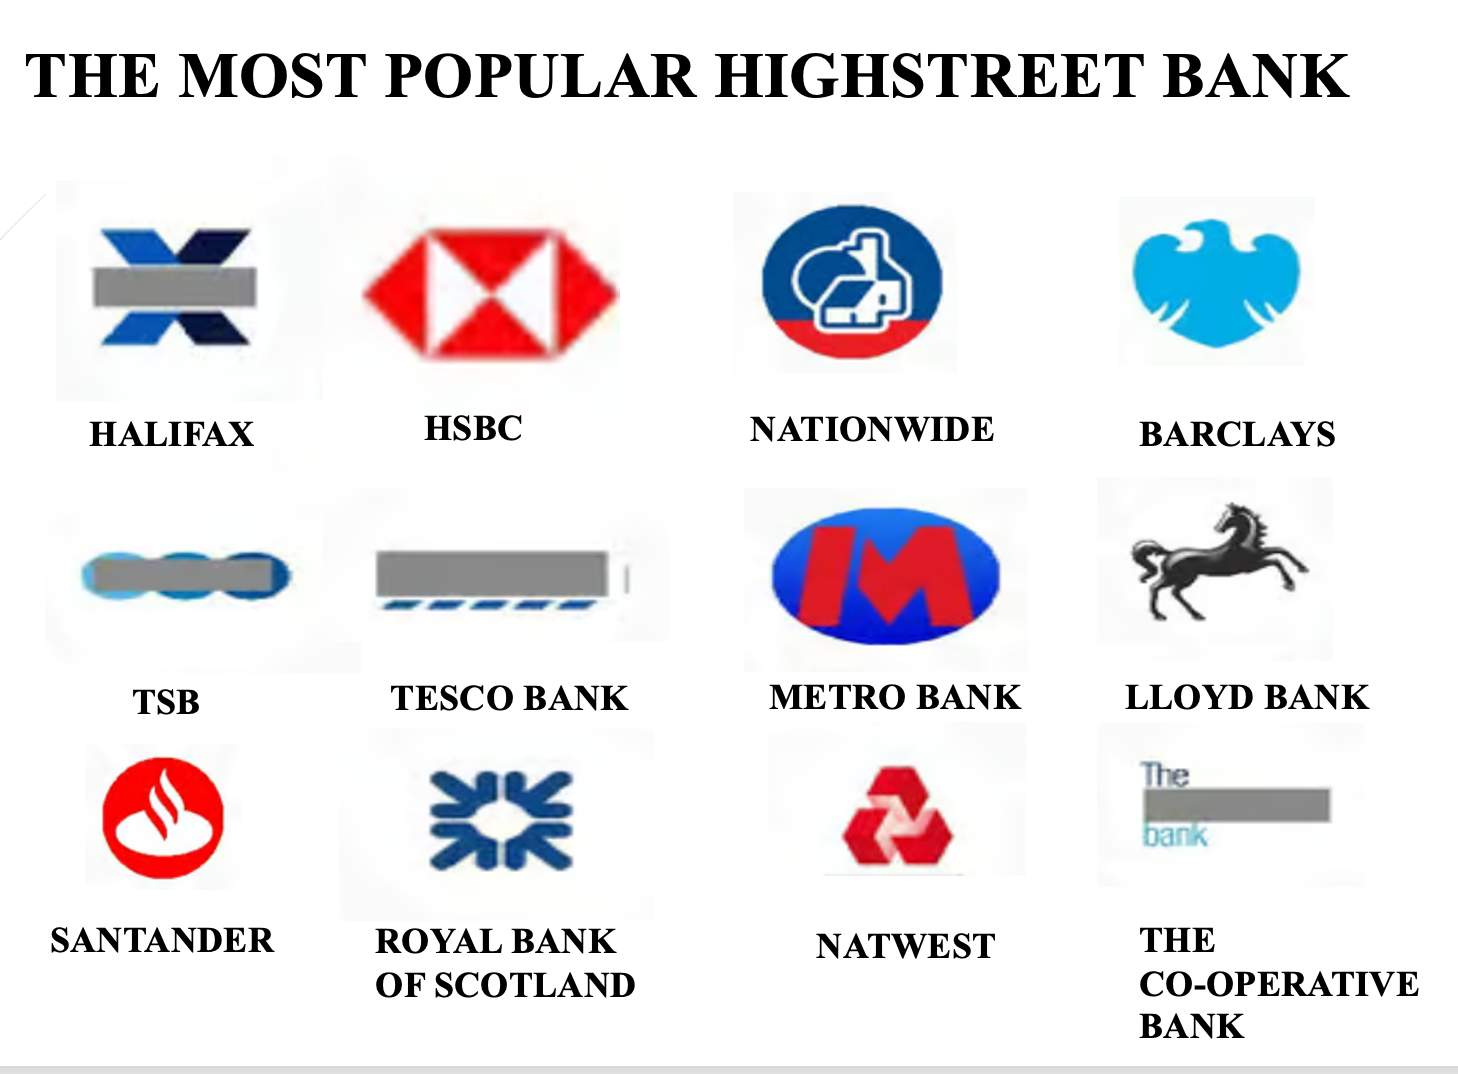 THE MOST POPULAR HIGHSTREET BANK
HALIFAX
HSBC
NATIONWIDE
BARCLAYS
M
TSB
TESCO BANK
METRO BANK
LLOYD BANK
The
bank
SANTANDER
ROYAL BANK
OF SCOTLAND
NATWEST
THE
CO-OPERATIVE
BANK